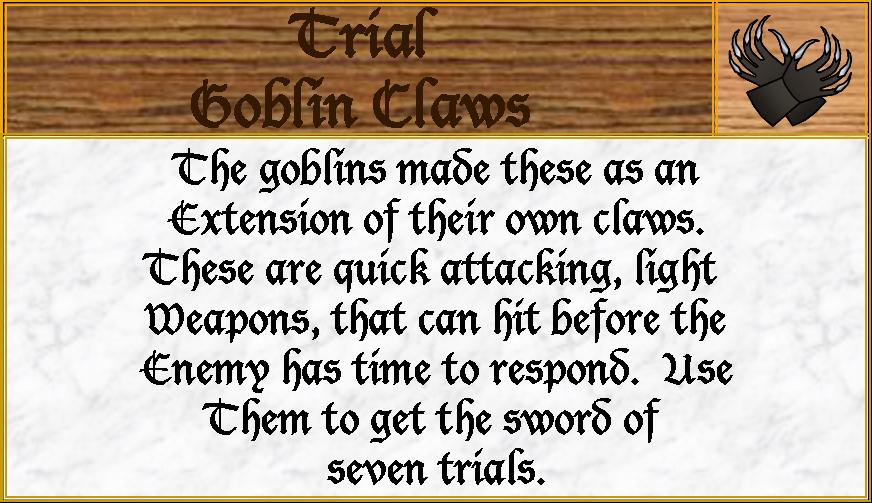 Trial
Goblin Claws
The goblins made these as an
Extension of their own claws.
These are quick attacking, light
Weapons, that can hit before the
Enemy has time to respond.  Use
Them to get the sword of
seven trials.